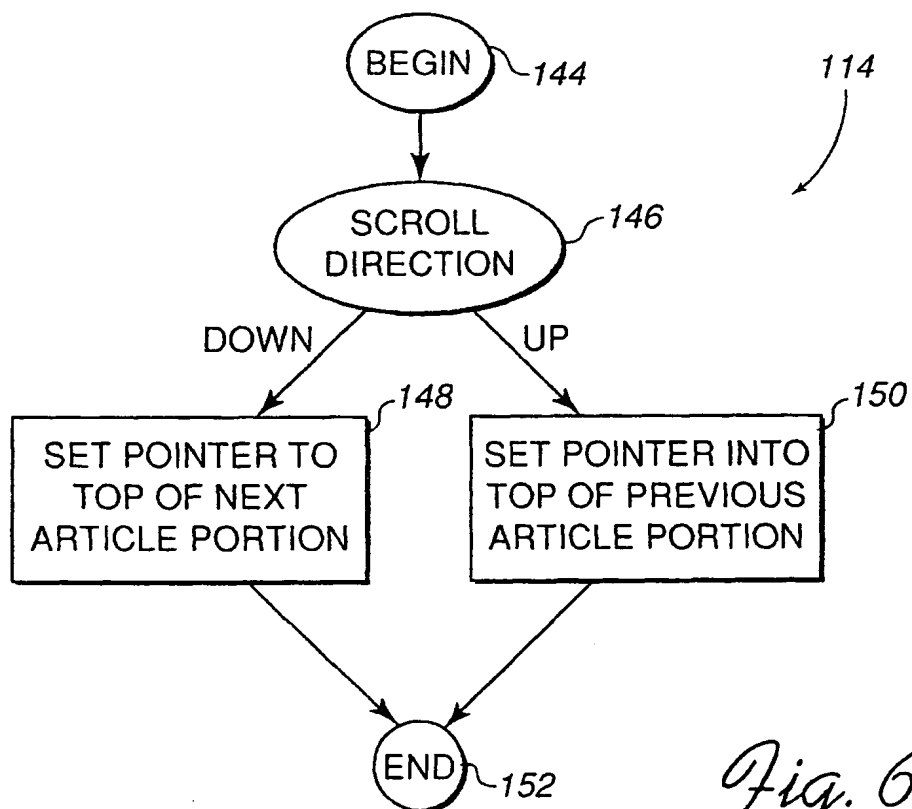 BEGIN
144
114
SCROLL
DIRECTION
146
DOWN
UP
148
150
SET POINTER TO
TOP OF NEXT
ARTICLE PORTION
SET POINTER INTO
TOP OF PREVIOUS
ARTICLE PORTION
END
152
Fig. 6